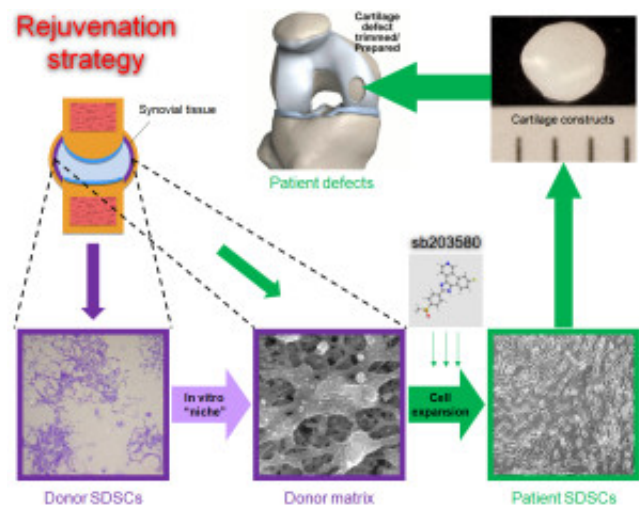 Rejuvenation
strategy
Synovial tissue
Cartilage
defect
trimmed/
Prepared
Patient defects
Cartilage constructs
sb203580
In vitro
"niche"
Cell
expansion
Donor SDSCs
Donor matrix
Patient SDSCs